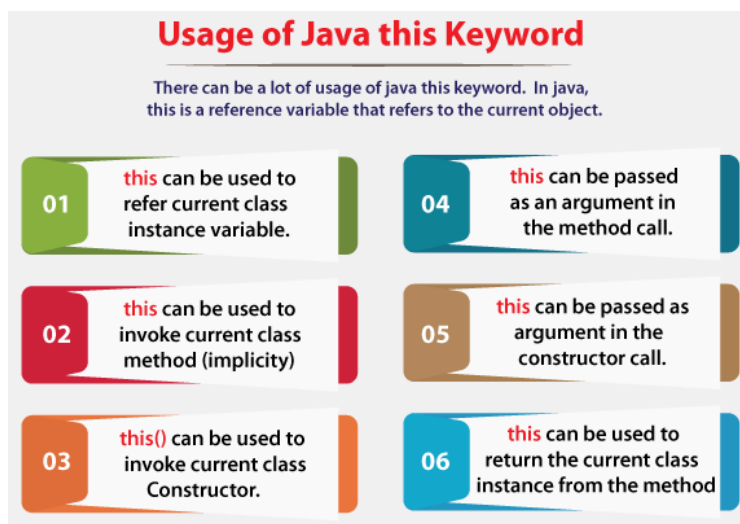 Usage of Java this Keyword
There can be a lot of usage of java this keyword. In java,
this is a reference variable that refers to the current object.
01
this can be used to
refer current class
instance variable.
02
this can be used to
invoke current class
method (implicity)
03
this() can be used to
invoke current class
Constructor.
04
this can be passed
as an argument in
the method call.
05
this can be passed as
argument in the
constructor call.
06
this can be used to
return the current class
instance from the method